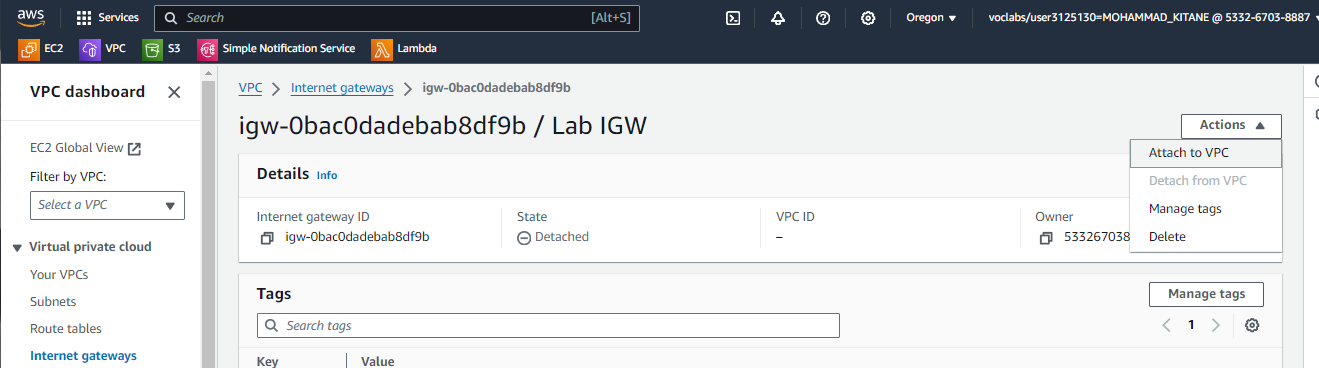 aws Services Search [Alt+S] Oregon voclabs/user3125130=MOHAMMAD_KITANE @ 5332-6703-8887
EC2 VPC S3 Simple Notification Service Lambda
VPC dashboard
EC2 Global View
Filter by VPC:
Select a VPC
Virtual private cloud
Your VPCs
Subnets
Route tables
Internet gateways
VPC Internet gateways igw-0bac0dadebab8df9b
igw-0bac0dadebab8df9b / Lab IGW
Actions
Attach to VPC
Detach from VPC
Manage tags
Delete
Details Info
Internet gateway ID
igw-0bac0dadebab8df9b
State
Detached
VPC ID
–
Owner
533267038
Tags
Manage tags
Search tags
1
Key Value